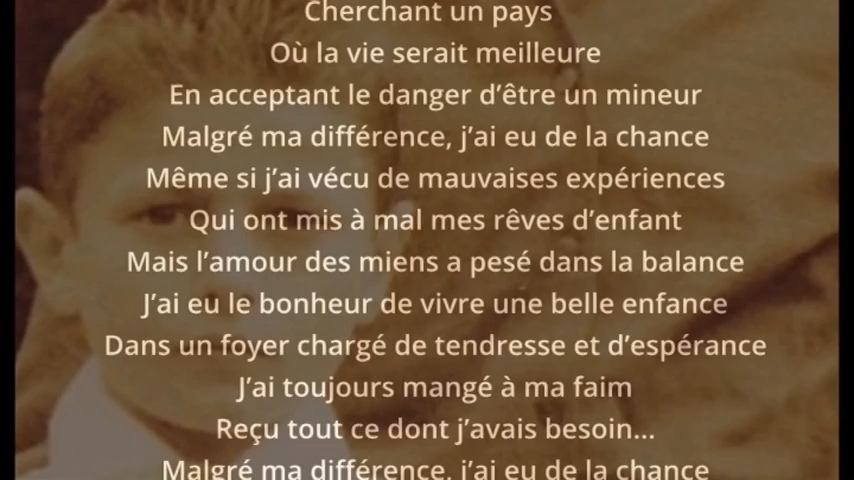 Cherchant un pays
Où la vie serait meilleure
En acceptant le danger d’être un mineur
Malgré ma différence, j’ai eu de la chance
Même si j’ai vécu de mauvaises expériences
Qui ont mis à mal mes rêves d’enfant
Mais l’amour des miens a pesé dans la balance
J’ai eu le bonheur de vivre une belle enfance
Dans un foyer chargé de tendresse et d’espérance
J’ai toujours mangé à ma faim
Reçu tout ce dont j’avais besoin...
Malgré ma différence, j’ai eu de la chance